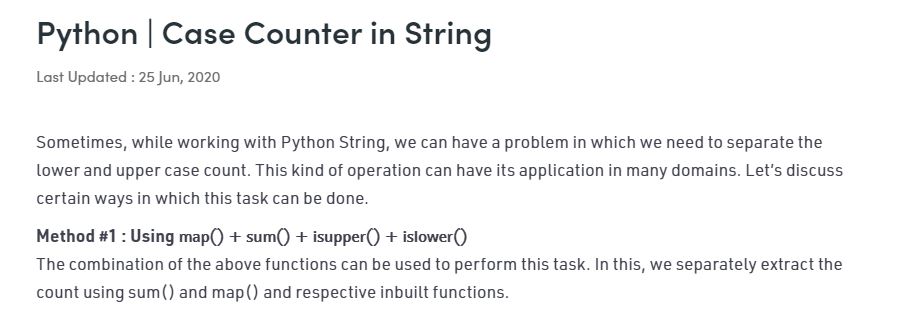 Python | Case Counter in String
Last Updated : 25 Jun, 2020
Sometimes, while working with Python String, we can have a problem in which we need to separate the
lower and upper case count. This kind of operation can have its application in many domains. Let’s discuss
certain ways in which this task can be done.
Method #1 : Using map() + sum() + isupper() + islower()
The combination of the above functions can be used to perform this task. In this, we separately extract the
count using sum() and map() and respective inbuilt functions.